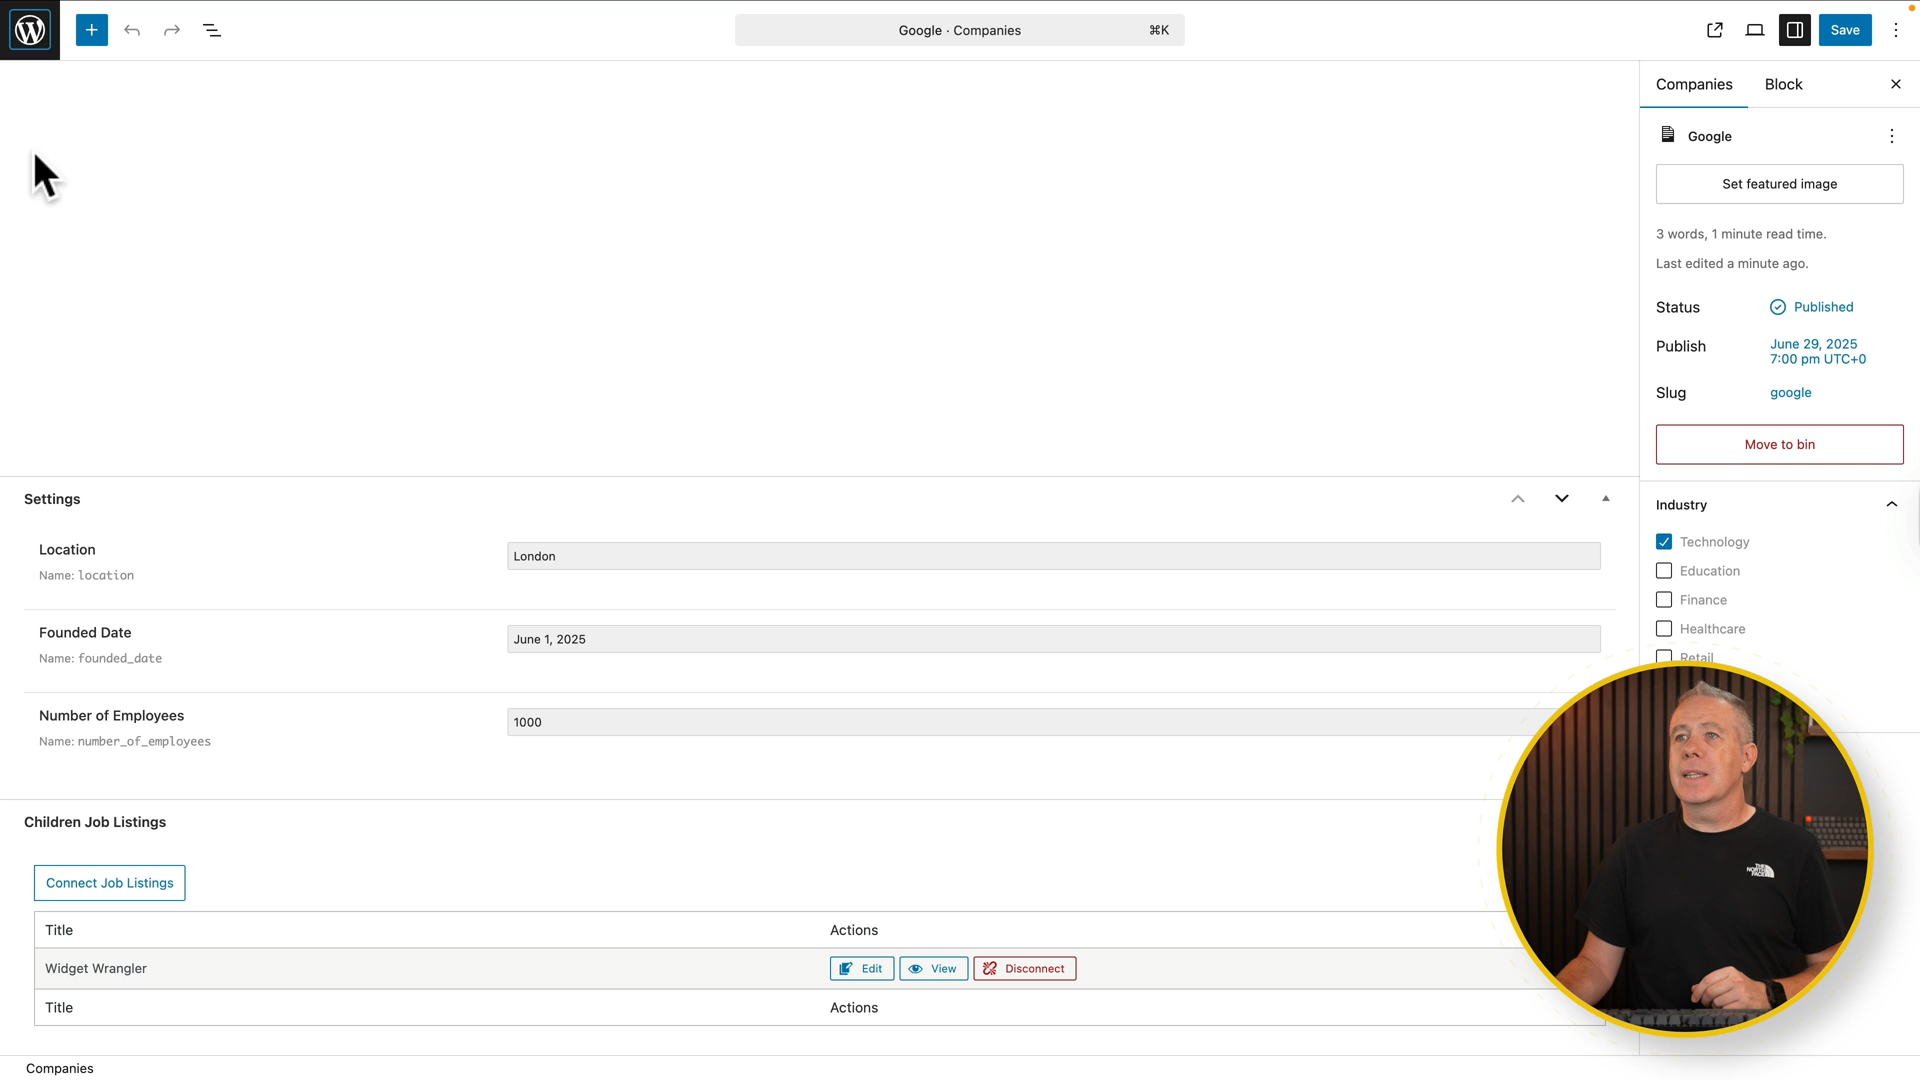 Google · Companies ⌘K
Save
Companies Block
Google
Set featured image
3 words, 1 minute read time.
Last edited a minute ago.
Status Published
Publish June 29, 2025
7:00 pm UTC+0
Slug google
Move to bin
Industry
Technology
Education
Finance
Healthcare
Retail
Settings
Location
Name: location
London
Founded Date
Name: founded_date
June 1, 2025
Number of Employees
Name: number_of_employees
1000
Children Job Listings
Connect Job Listings
Title Actions
Widget Wrangler Edit View Disconnect
Title Actions
Companies
THE
NORTH
FACE